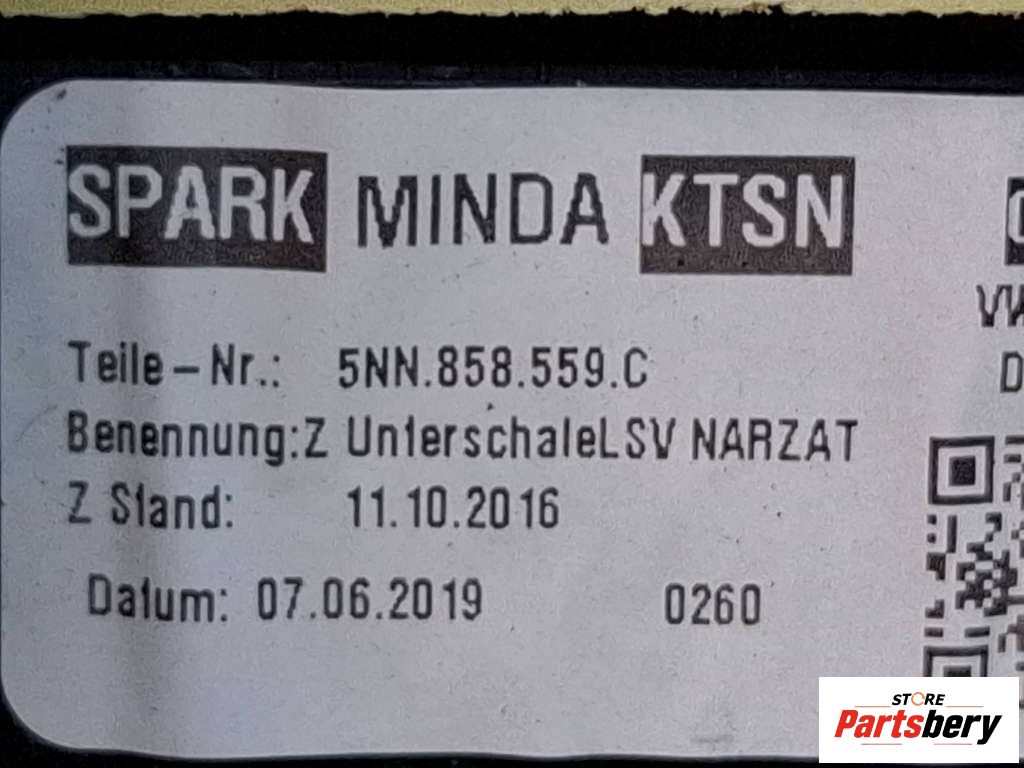 SPARK MINDA KTSN
Teile-Nr.: 5NN.858.559.C
Benennung:Z UnterschaleLSV NARZAT
Z Stand: 11.10.2016
Datum: 07.06.2019 0260
STORE
Partsbery